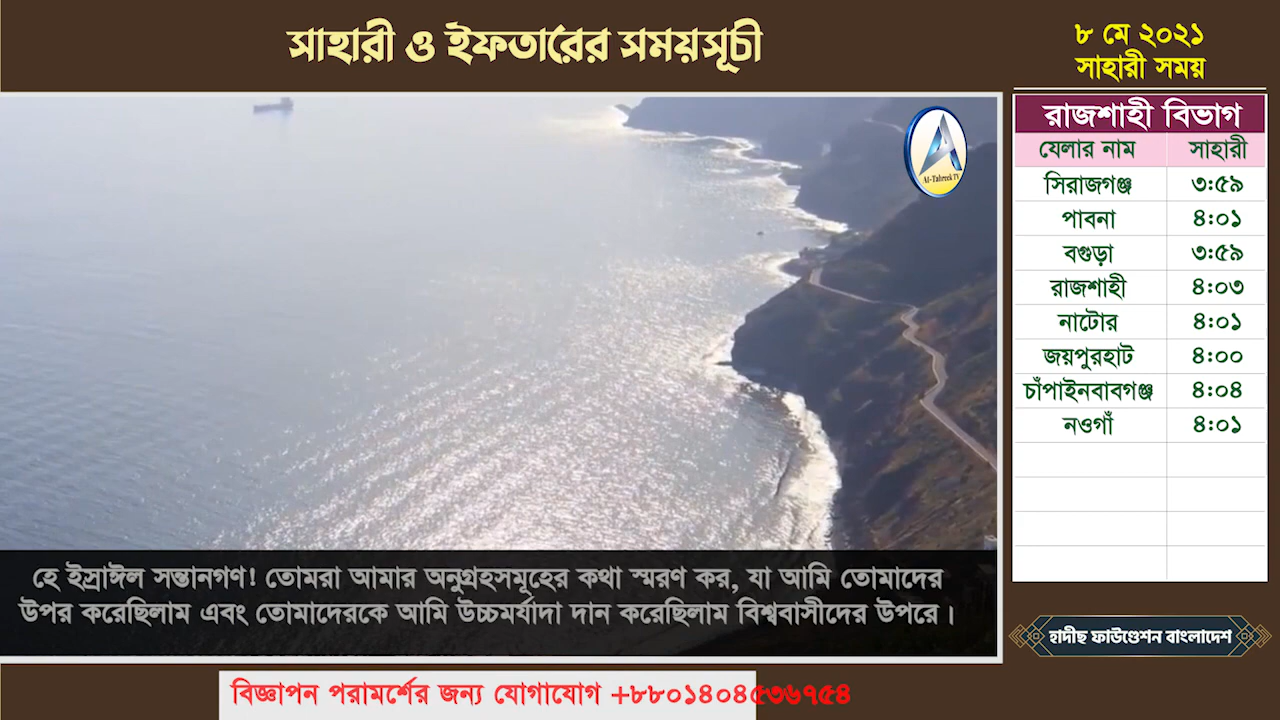 সাহারী ও ইফতারের সময়সূচী
৮ মে ২০২১
সাহারী সময়
রাজশাহী বিভাগ
যেলার নাম সাহারী
সিরাজগঞ্জ ৩:৫৯
পাবনা ৪:০১
বগুড়া ৩:৫৯
রাজশাহী ৪:০৩
নাটোর ৪:০১
জয়পুরহাট ৪:০০
চাঁপাইনবাবগঞ্জ ৪:০৪
নওগাঁ ৪:০১
At-Tahreek TV
হে ইস্রাঈল সন্তানগণ! তোমরা আমার অনুগ্রহসমূহের কথা স্মরণ কর, যা আমি তোমাদের
উপর করেছিলাম এবং তোমাদেরকে আমি উচ্চমর্যাদা দান করেছিলাম বিশ্ববাসীদের উপরে।
হাদীছ ফাউণ্ডেশন বাংলাদেশ
বিজ্ঞাপন পরামর্শের জন্য যোগাযোগ +৮৮০১৪০৪৫৩৬৭৫৪